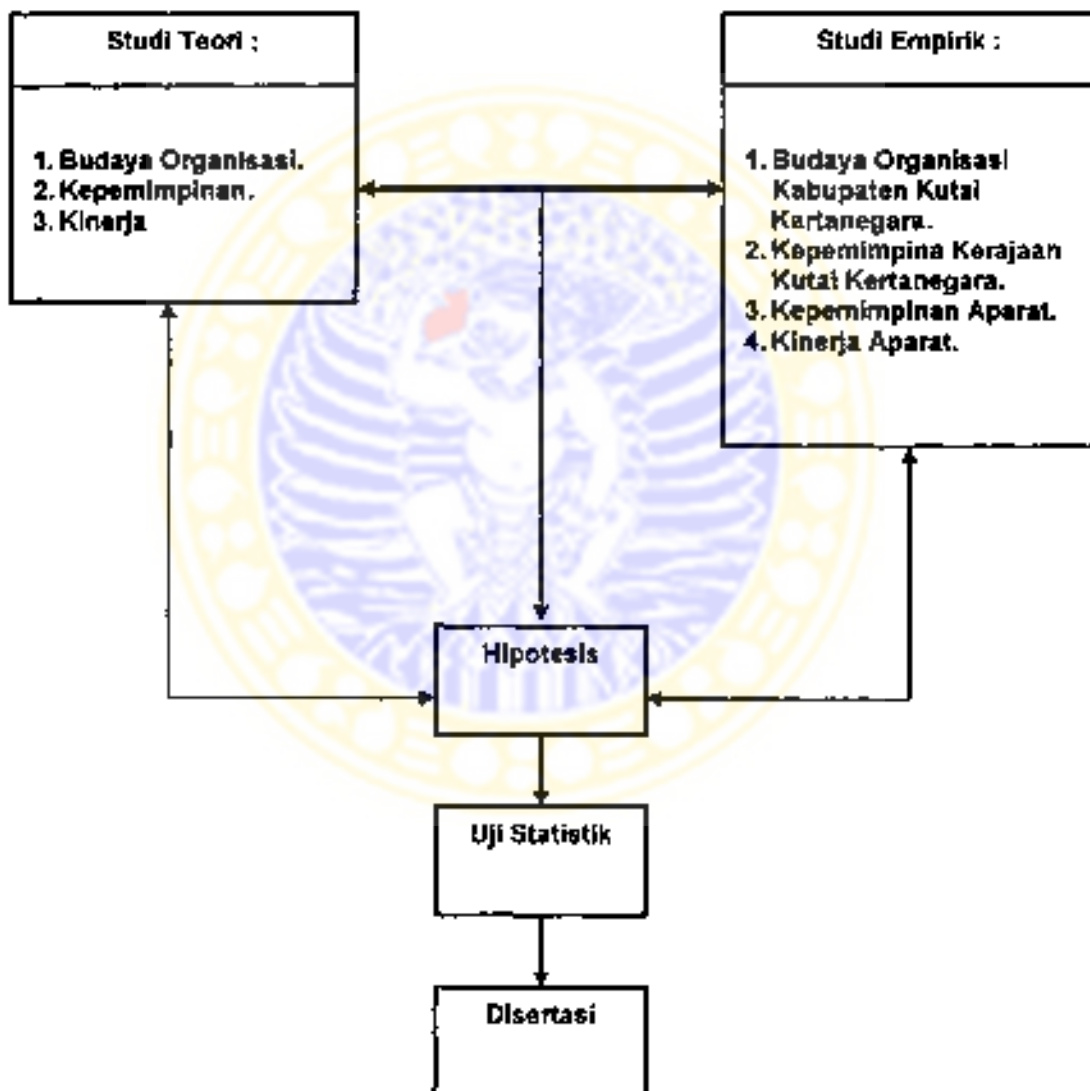 Studi Teori :
1. Budaya Organisasi.
2. Kepemimpinan.
3. Kinerja
Studi Empirik :
1. Budaya Organisasi
Kabupaten Kutai
Kertanegara.
2. Kepemimpina Kerajaan
Kutai Kertanegara.
3. Kepemimpinan Aparat.
4. Kinerja Aparat.
Hipotesis
Uji Statistik
Disertasi